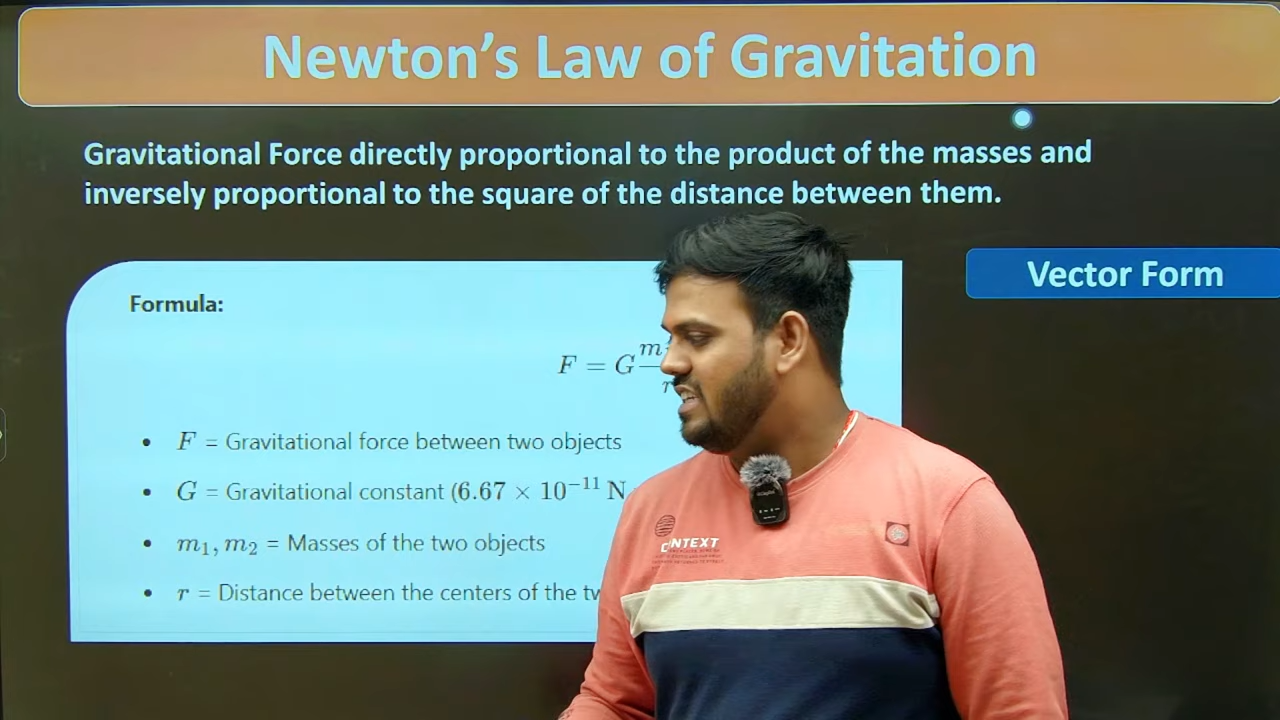 Newton's Law of Gravitation
Gravitational Force directly proportional to the product of the masses and
inversely proportional to the square of the distance between them.
Vector Form
Formula:
F = G
F = Gravitational force between two objects
G = Gravitational constant (6.67 × 10⁻¹¹ N
m₁, m₂ = Masses of the two objects
r = Distance between the centers of the